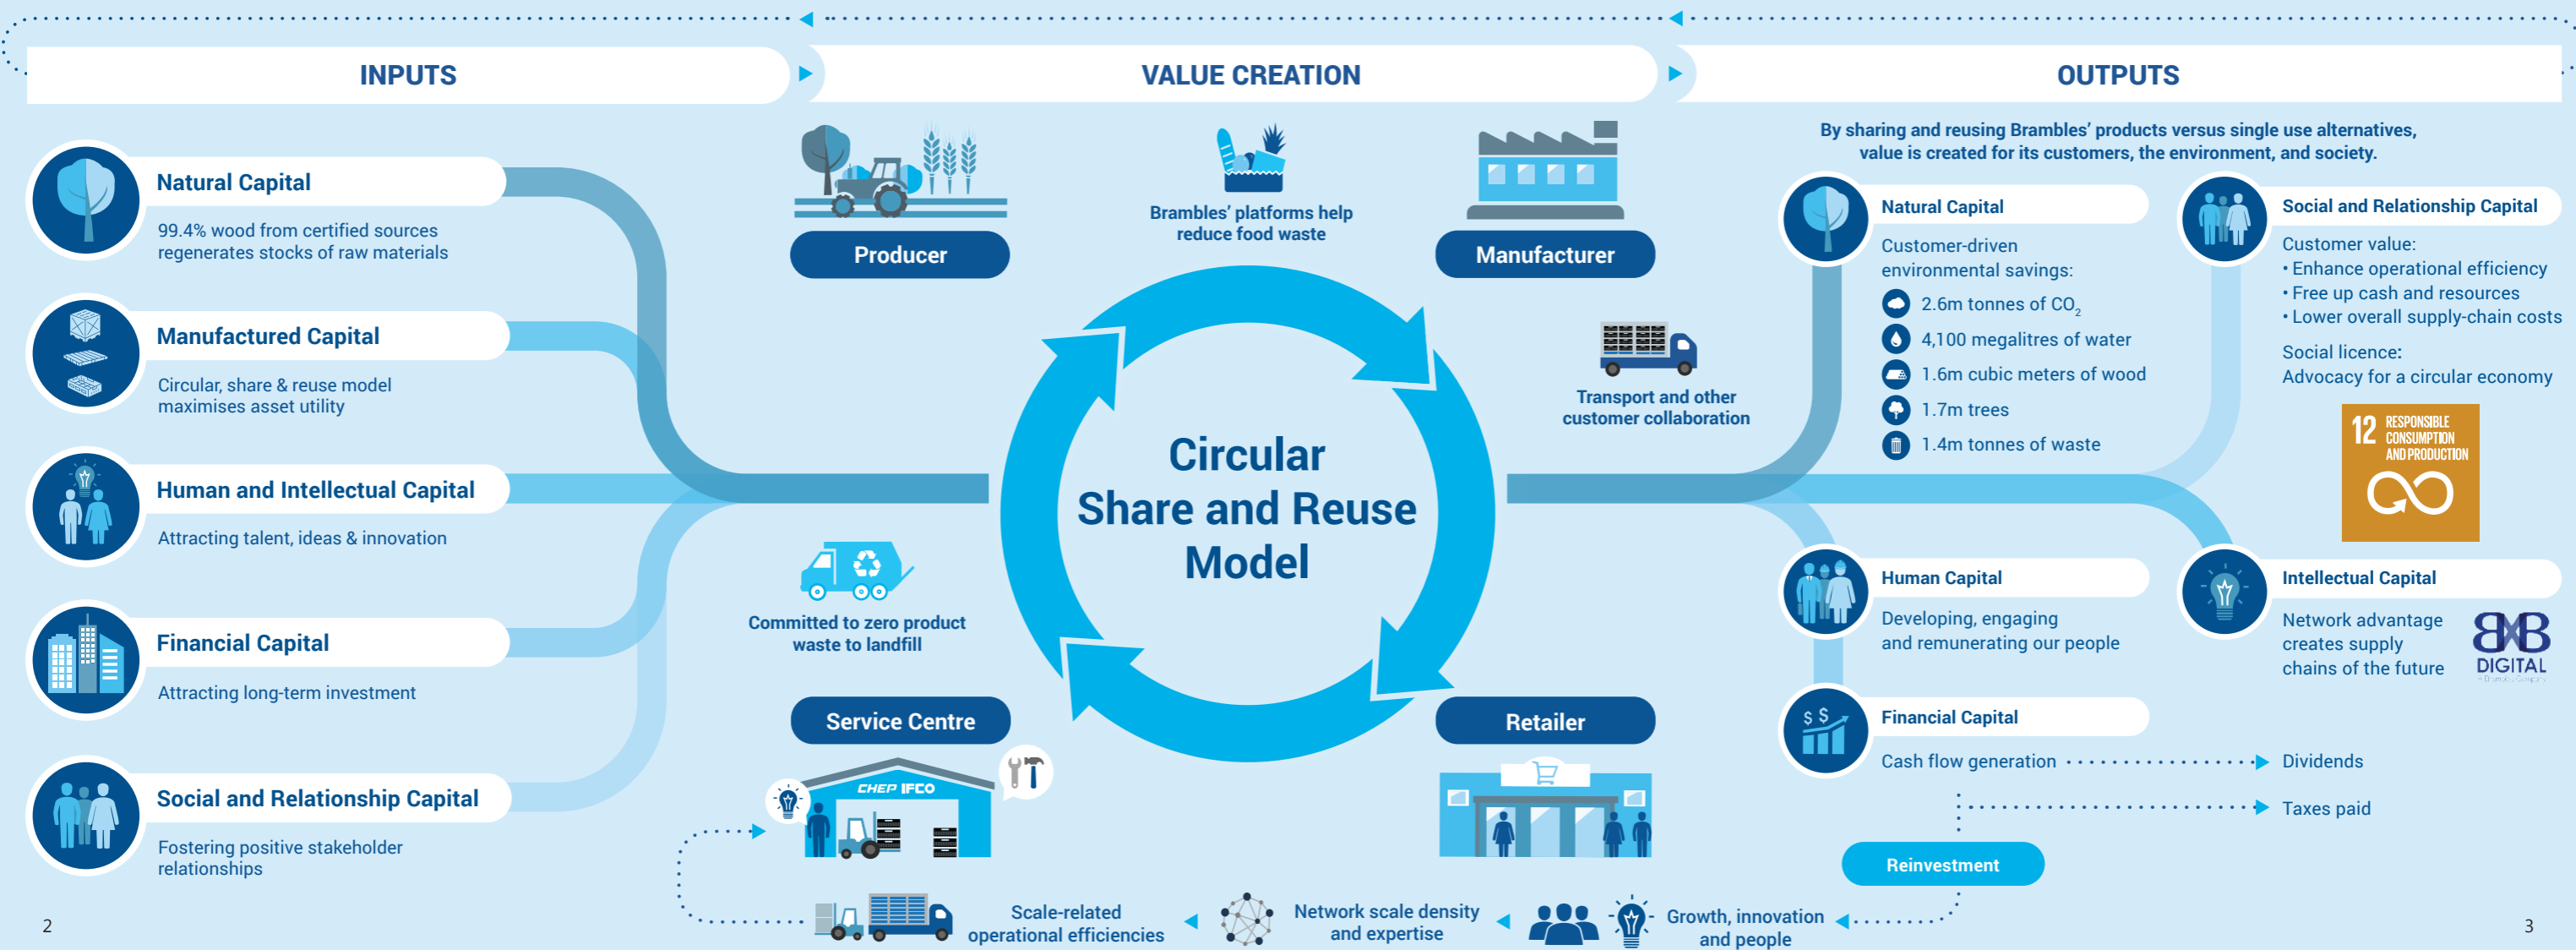 INPUTS
VALUE CREATION
OUTPUTS
Natural Capital
99.4% wood from certified sources
regenerates stocks of raw materials
Manufactured Capital
Circular, share & reuse model
maximises asset utility
Human and Intellectual Capital
Attracting talent, ideas & innovation
Financial Capital
Attracting long-term investment
Social and Relationship Capital
Fostering positive stakeholder
relationships
2
Producer
Brambles' platforms help
reduce food waste
Manufacturer
Transport and other
customer collaboration
Circular
Share and Reuse
Model
Committed to zero product
waste to landfill
Service Centre
CHEP IFCO
Retailer
Scale-related
operational efficiencies
Network scale density
and expertise
Growth, innovation
and people
By sharing and reusing Brambles' products versus single use alternatives,
value is created for its customers, the environment, and society.
Natural Capital
Customer-driven
environmental savings:
2.6m tonnes of CO₂
4,100 megalitres of water
1.6m cubic meters of wood
1.7m trees
1.4m tonnes of waste
Social and Relationship Capital
Customer value:
• Enhance operational efficiency
• Free up cash and resources
• Lower overall supply-chain costs
Social licence:
Advocacy for a circular economy
12 RESPONSIBLE
CONSUMPTION
AND PRODUCTION
Human Capital
Developing, engaging
and remunerating our people
Intellectual Capital
Network advantage
creates supply
chains of the future
BXB
DIGITAL
A Brambles Company
$ $
Financial Capital
Cash flow generation
Dividends
Taxes paid
Reinvestment
3